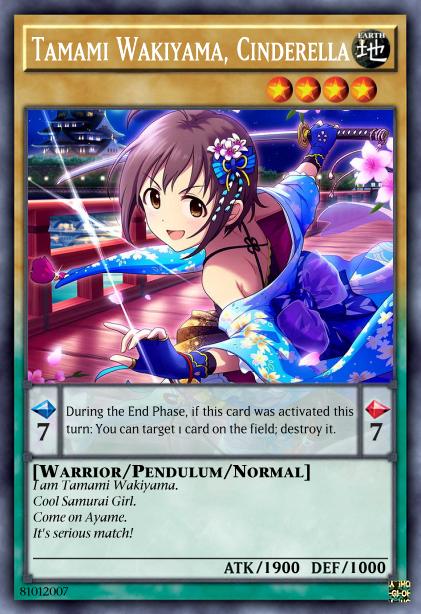 TAMAMI WAKIYAMA, CINDERELLA
EARTH
地
During the End Phase, if this card was activated this
turn: You can target 1 card on the field; destroy it.
7
7
[WARRIOR/PENDULUM/NORMAL]
I am Tamami Wakiyama.
Cool Samurai Girl.
Come on Ayame.
It's serious match!
ATK/1900 DEF/1000
81012007